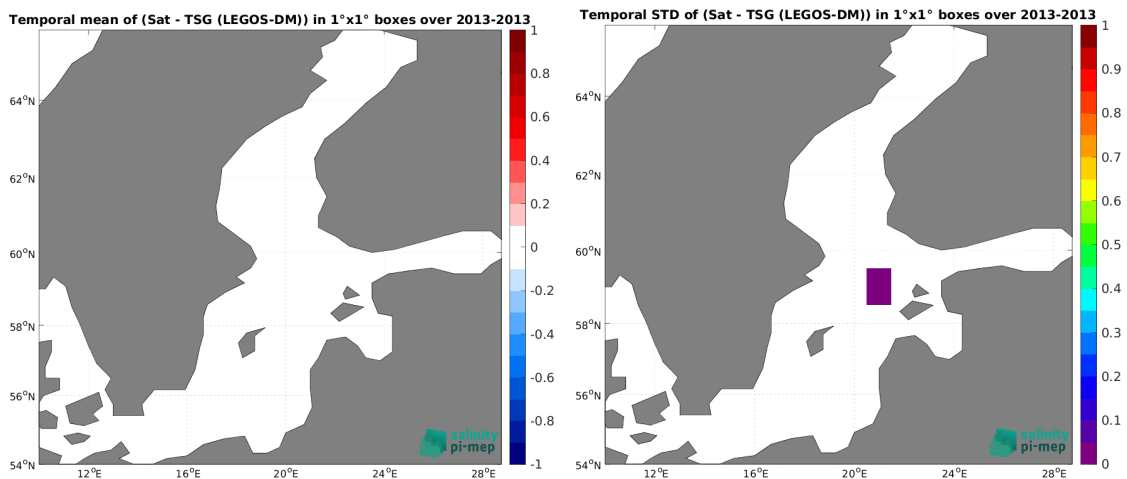 Temporal mean of (Sat - TSG (LEGOS-DM)) in 1°x1° boxes over 2013-2013
64°N
62°N
60°N
58°N
56°N
54°N
12°E
16°E
20°E
24°E
28°E
1
0.8
0.6
0.4
0.2
0
-0.2
-0.4
-0.6
-0.8
-1
salinity
pi-mep
Temporal STD of (Sat - TSG (LEGOS-DM)) in 1°x1° boxes over 2013-2013
64°N
62°N
60°N
58°N
56°N
54°N
12°E
16°E
20°E
24°E
28°E
1
0.9
0.8
0.7
0.6
0.5
0.4
0.3
0.2
0.1
0
salinity
pi-mep